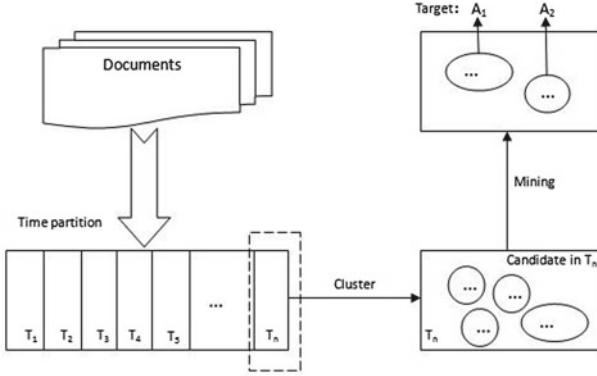 Target: A1 A2
...
...
Documents
Mining
Time partition
Candidate in Tn
Cluster
...
...
...
...
...
T1 T2 T3 T4 T5 Tn
Tn